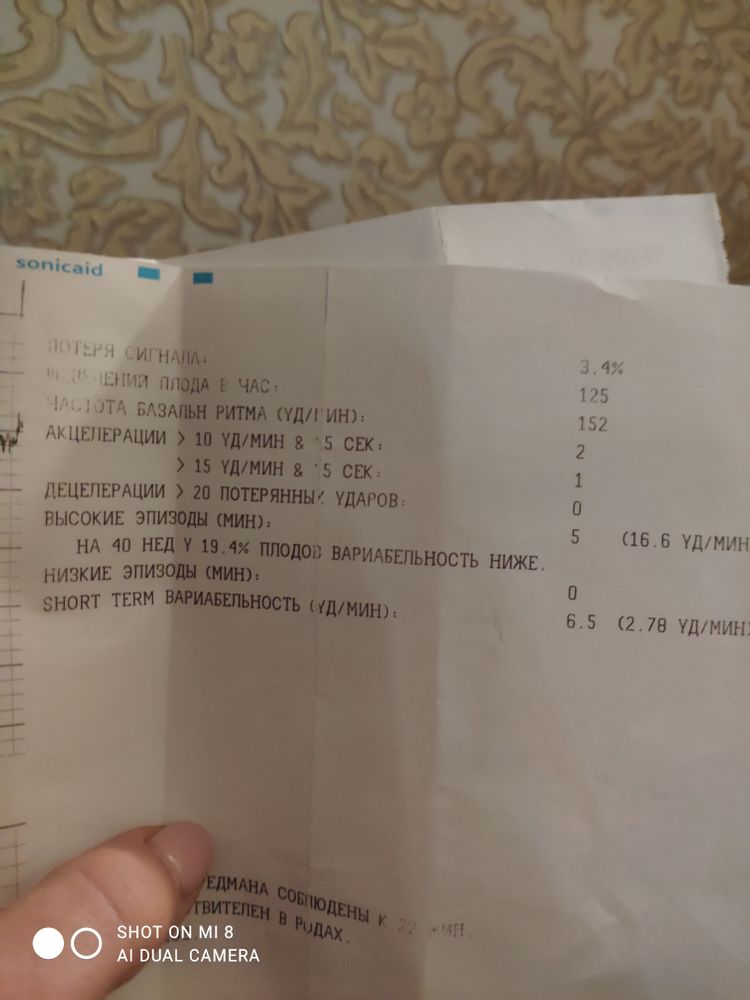 sonicaid
ПОТЕРЯ СИГНАЛА: 3.4%
ПЛОДА В ЧАС: 125
ЧАСТОТА БАЗАЛЬН РИТМА (УД/МИН): 152
АКЦЕЛЕРАЦИИ > 10 УД/МИН & 15 СЕК: 2
> 15 УД/МИН & 15 СЕК: 1
ДЕЦЕЛЕРАЦИИ > 20 ПОТЕРЯННЫХ УДАРОВ: 0
ВЫСОКИЕ ЭПИЗОДЫ (МИН): 5 (16.6 УД/МИН
НА 40 НЕД У 19.4% ПЛОДОВ ВАРИАБЕЛЬНОСТЬ НИЖЕ.
НИЗКИЕ ЭПИЗОДЫ (МИН): 0
SHORT TERM ВАРИАБЕЛЬНОСТЬ (УД/МИН): 6.5 (2.78 УД/МИН)
РЕДМАНА СОБЛЮДЕНЫ К 22 МИН.
ТВИТЕЛЕН В РОДАХ.
SHOT ON MI 8
AI DUAL CAMERA